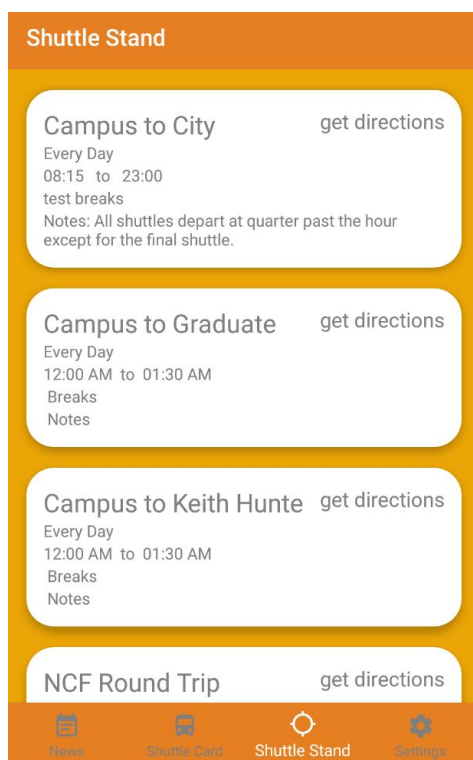 Shuttle Stand
Campus to City
get directions
Every Day
08:15 to 23:00
test breaks
Notes: All shuttles depart at quarter past the hour
except for the final shuttle.
Campus to Graduate
get directions
Every Day
12:00 AM to 01:30 AM
Breaks
Notes
Campus to Keith Hunte
get directions
Every Day
12:00 AM to 01:30 AM
Breaks
Notes
NCF Round Trip
get directions
News
Shuttle Card
Shuttle Stand
Settings